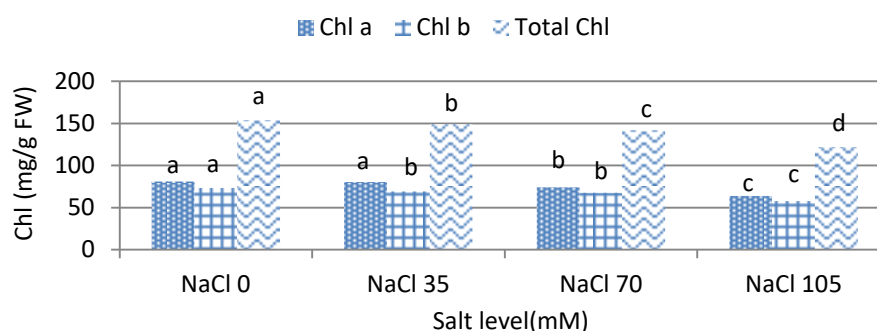 Chl a Chl b Total Chl
200
150
100
50
0
Chl (mg/g FW)
a a a
a b b
b b c
c c d
NaCl 0 NaCl 35 NaCl 70 NaCl 105
Salt level(mM)